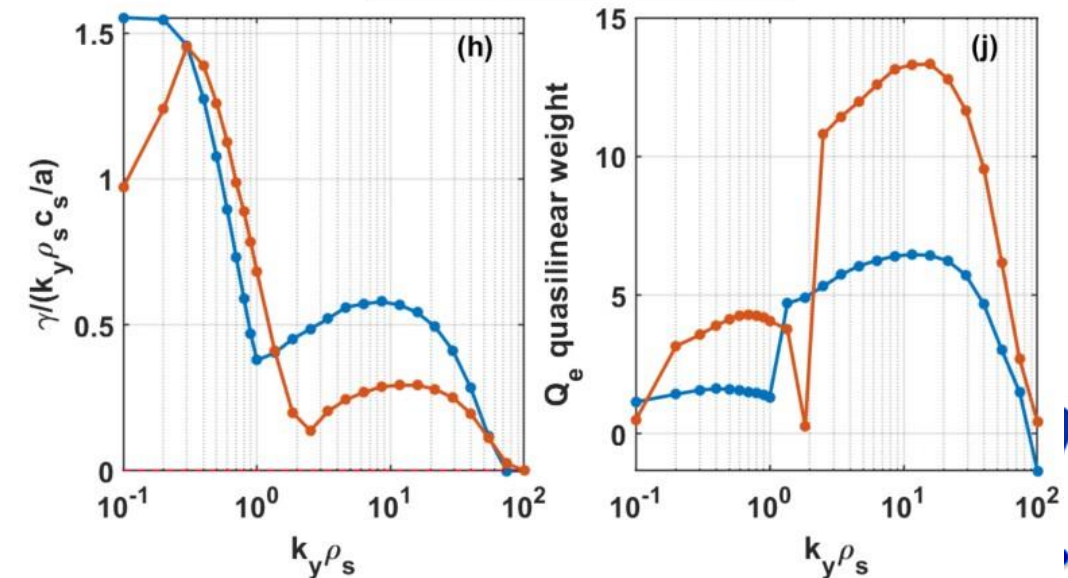 (h)
γ/(k_yρ_sc_s/a)
1.5
1
0.5
0
10^-1
10^0
10^1
10^2
k_yρ_s
(j)
Q_e quasilinear weight
15
10
5
0
10^-1
10^0
10^1
10^2
k_yρ_s